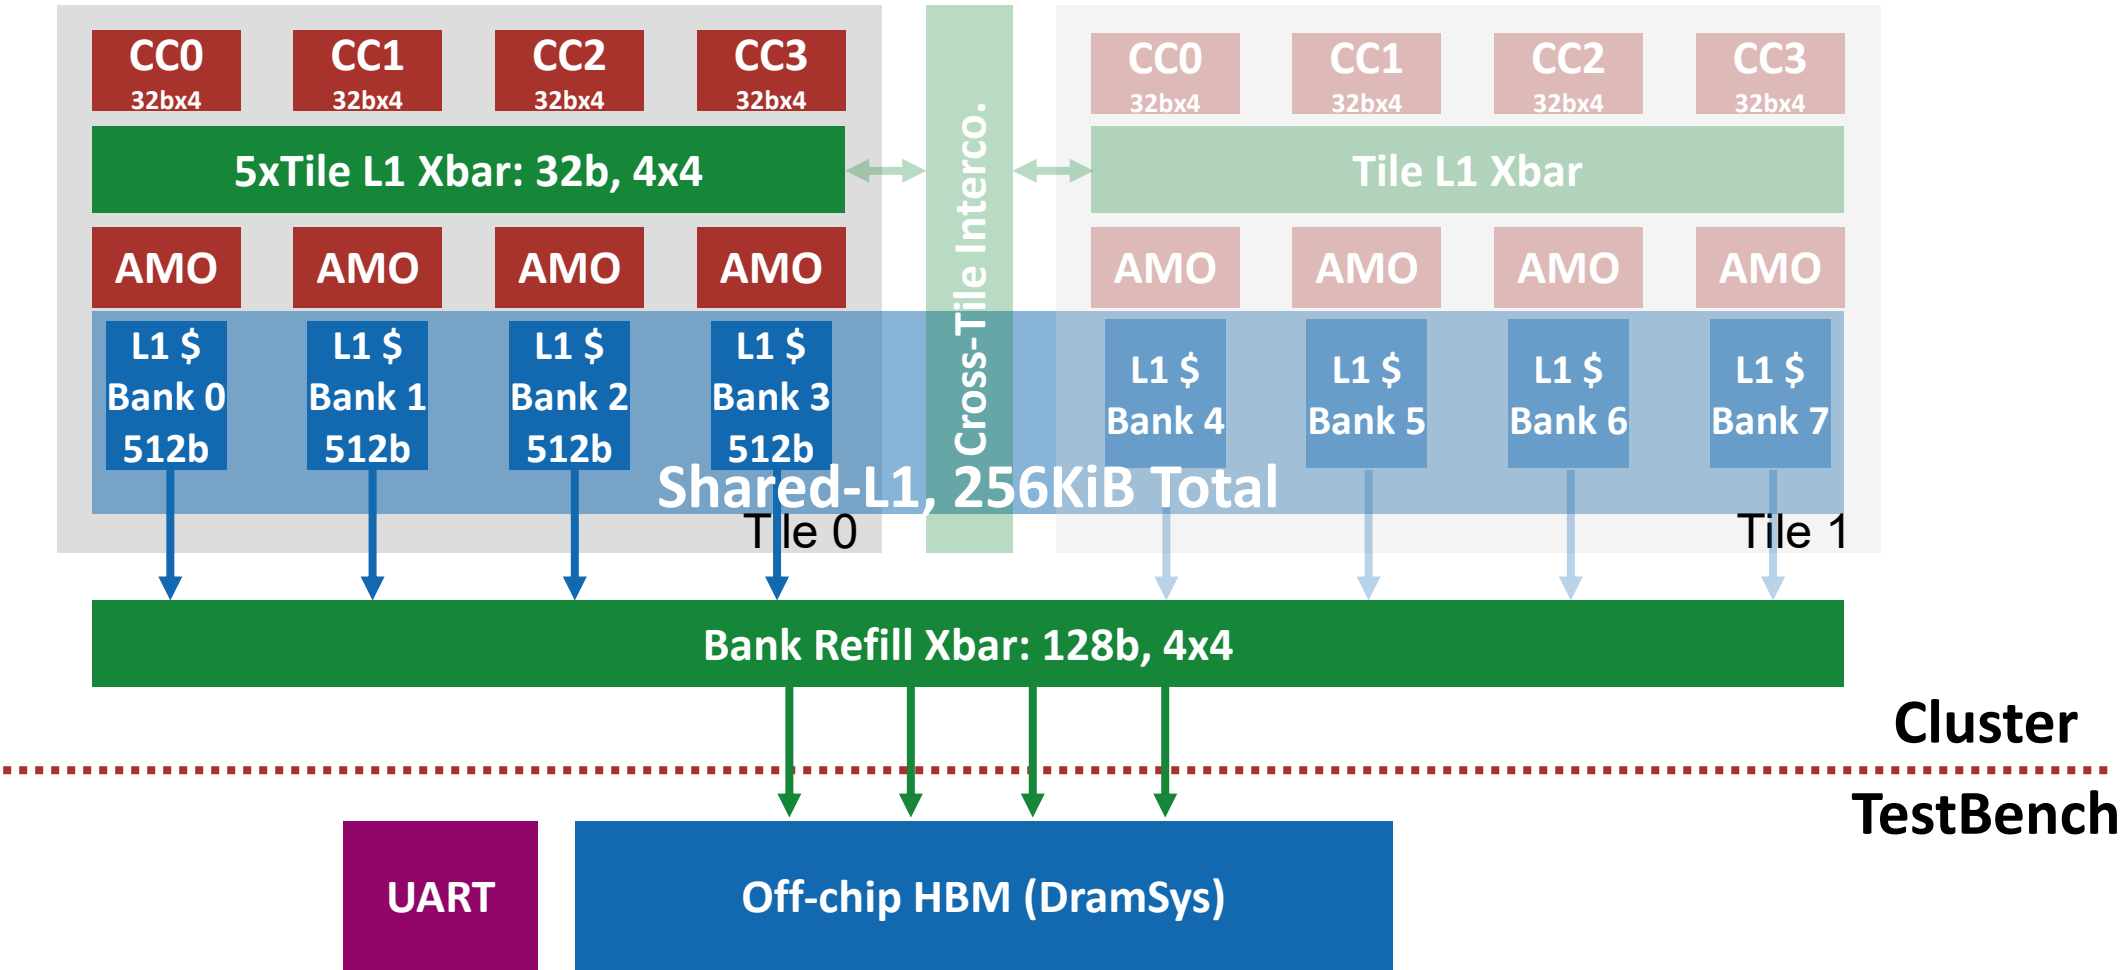 CC0
32bx4
CC1
32bx4
CC2
32bx4
CC3
32bx4
5xTile L1 Xbar: 32b, 4x4
AMO
AMO
AMO
AMO
L1 $
Bank 0
512b
L1 $
Bank 1
512b
L1 $
Bank 2
512b
L1 $
Bank 3
512b
Tile 0
Cross-Tile Interco.
CC0
32bx4
CC1
32bx4
CC2
32bx4
CC3
32bx4
Tile L1 Xbar
AMO
AMO
AMO
AMO
L1 $
Bank 4
L1 $
Bank 5
L1 $
Bank 6
L1 $
Bank 7
Tile 1
Shared-L1, 256KiB Total
Bank Refill Xbar: 128b, 4x4
Cluster
TestBench
UART
Off-chip HBM (DramSys)